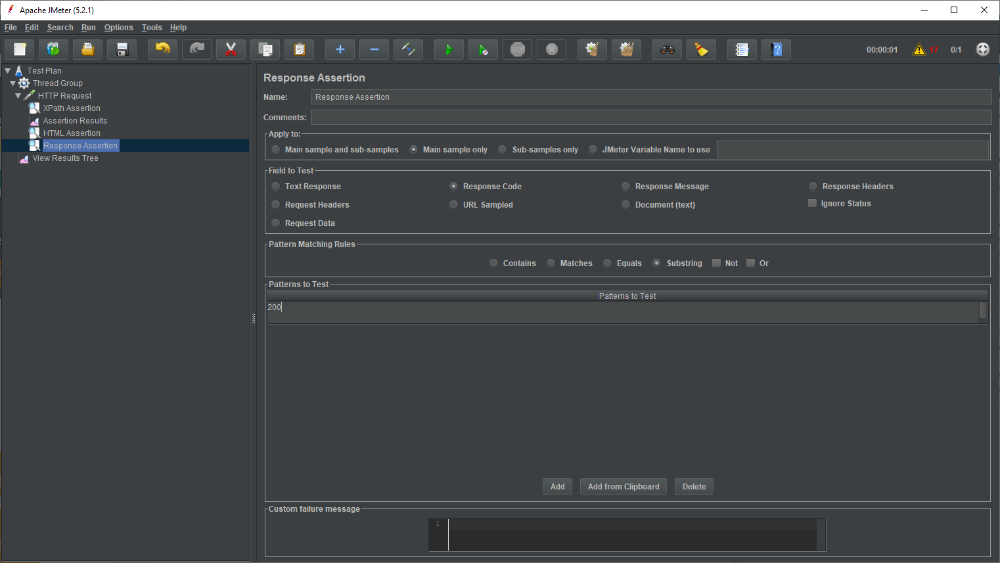 Apache JMeter (5.2.1)
File Edit Search Run Options Tools Help
STOP
00:00:01 17 0/1
Test Plan
Thread Group
HTTP Request
XPath Assertion
Assertion Results
HTML Assertion
Response Assertion
View Results Tree
Response Assertion
Name: Response Assertion
Comments:
Apply to:
Main sample and sub-samples Main sample only Sub-samples only JMeter Variable Name to use
Field to Test
Text Response Response Code Response Message Response Headers
Request Headers URL Sampled Document (text) Ignore Status
Request Data
Pattern Matching Rules
Contains Matches Equals Substring Not Or
Patterns to Test
Patterns to Test
200
Add Add from Clipboard Delete
Custom failure message
1